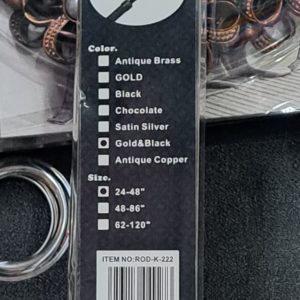 Color.
Antique Brass
GOLD
Black
Chocolate
Satin Silver
Gold&Black
Antique Copper
Size.
24-48"
48-86"
62-120"
ITEM NO:ROD-K-222